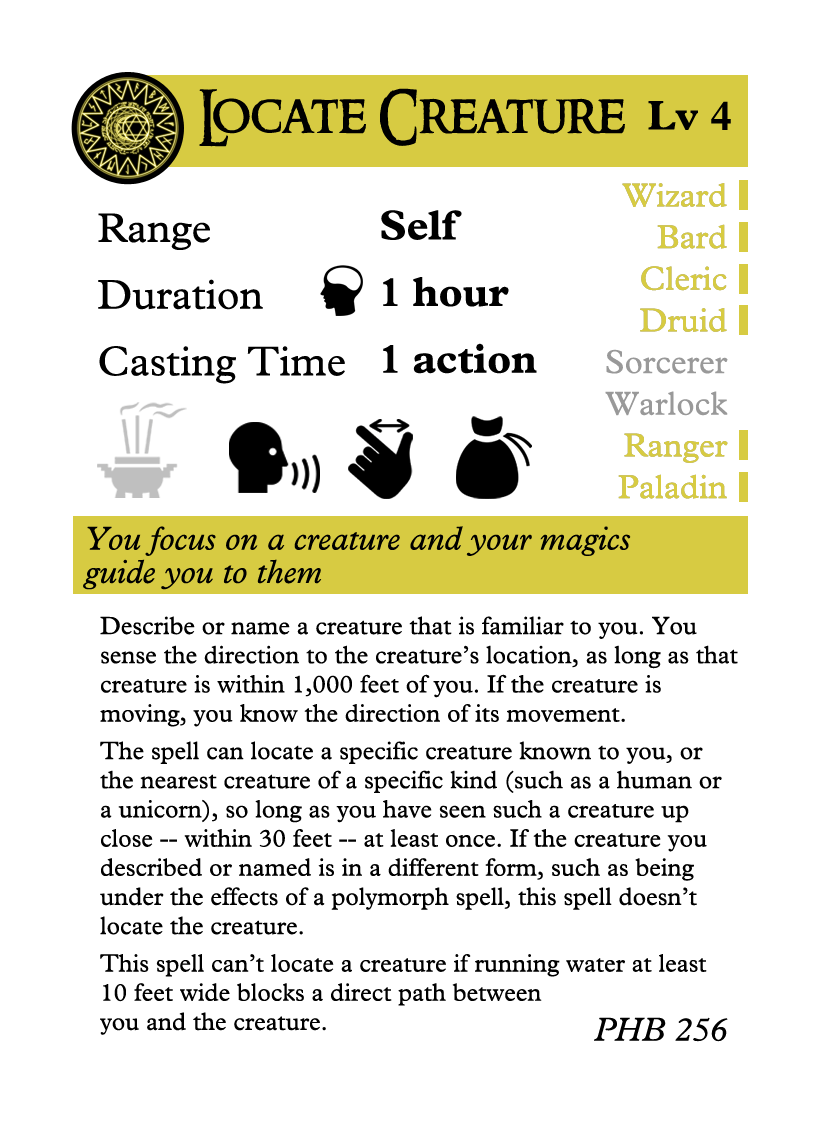 Locate Creature Lv 4
Range Self
Duration 1 hour
Casting Time 1 action
Wizard
Bard
Cleric
Druid
Sorcerer
Warlock
Ranger
Paladin
You focus on a creature and your magics
guide you to them
Describe or name a creature that is familiar to you. You
sense the direction to the creature’s location, as long as that
creature is within 1,000 feet of you. If the creature is
moving, you know the direction of its movement.
The spell can locate a specific creature known to you, or
the nearest creature of a specific kind (such as a human or
a unicorn), so long as you have seen such a creature up
close -- within 30 feet -- at least once. If the creature you
described or named is in a different form, such as being
under the effects of a polymorph spell, this spell doesn’t
locate the creature.
This spell can’t locate a creature if running water at least
10 feet wide blocks a direct path between
you and the creature.
PHB 256